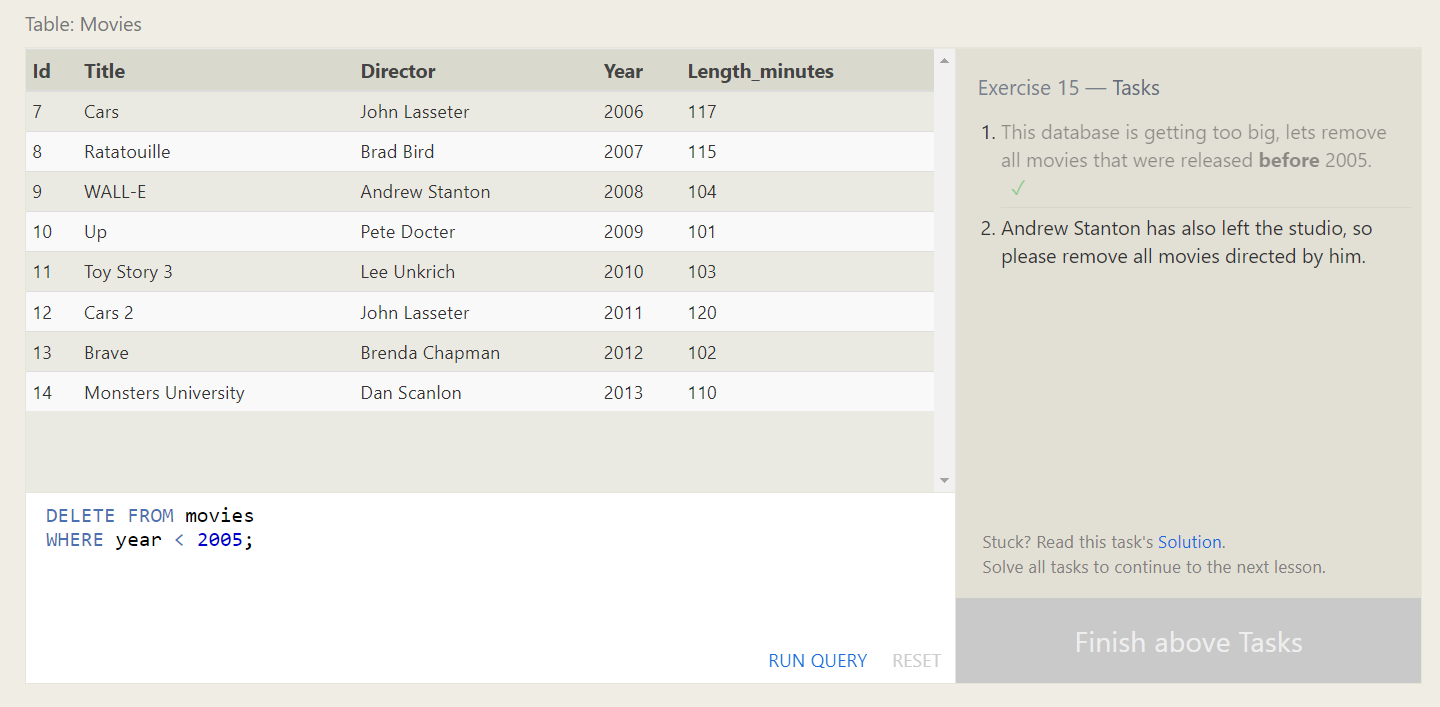 Table: Movies
Id Title Director Year Length_minutes
7 Cars John Lasseter 2006 117
8 Ratatouille Brad Bird 2007 115
9 WALL-E Andrew Stanton 2008 104
10 Up Pete Docter 2009 101
11 Toy Story 3 Lee Unkrich 2010 103
12 Cars 2 John Lasseter 2011 120
13 Brave Brenda Chapman 2012 102
14 Monsters University Dan Scanlon 2013 110
DELETE FROM movies
WHERE year < 2005;
RUN QUERY RESET
Exercise 15 — Tasks
1. This database is getting too big, lets remove
all movies that were released before 2005.
✓
2. Andrew Stanton has also left the studio, so
please remove all movies directed by him.
Stuck? Read this task's Solution.
Solve all tasks to continue to the next lesson.
Finish above Tasks